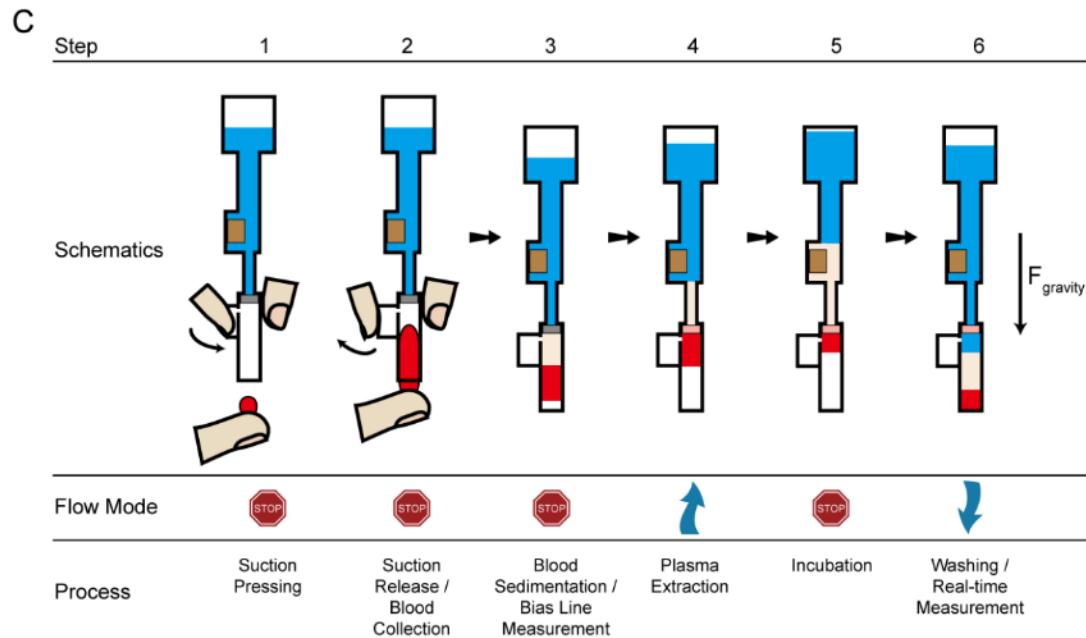 C
Step 1 2 3 4 5 6
Schematics
F gravity
Flow Mode STOP STOP STOP STOP
Process
Suction
Pressing
Suction
Release /
Blood
Collection
Blood
Sedimentation /
Bias Line
Measurement
Plasma
Extraction
Incubation
Washing /
Real-time
Measurement